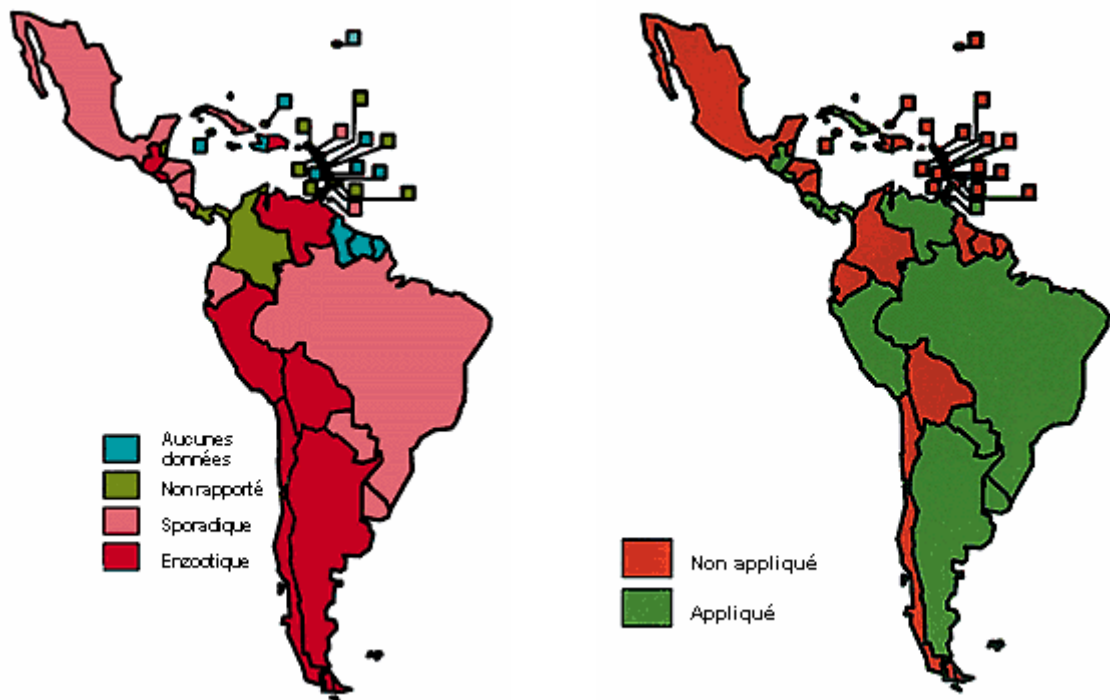 Aucunes
données
Non rapporté
Sporadique
Enzootique
Non appliqué
Appliqué